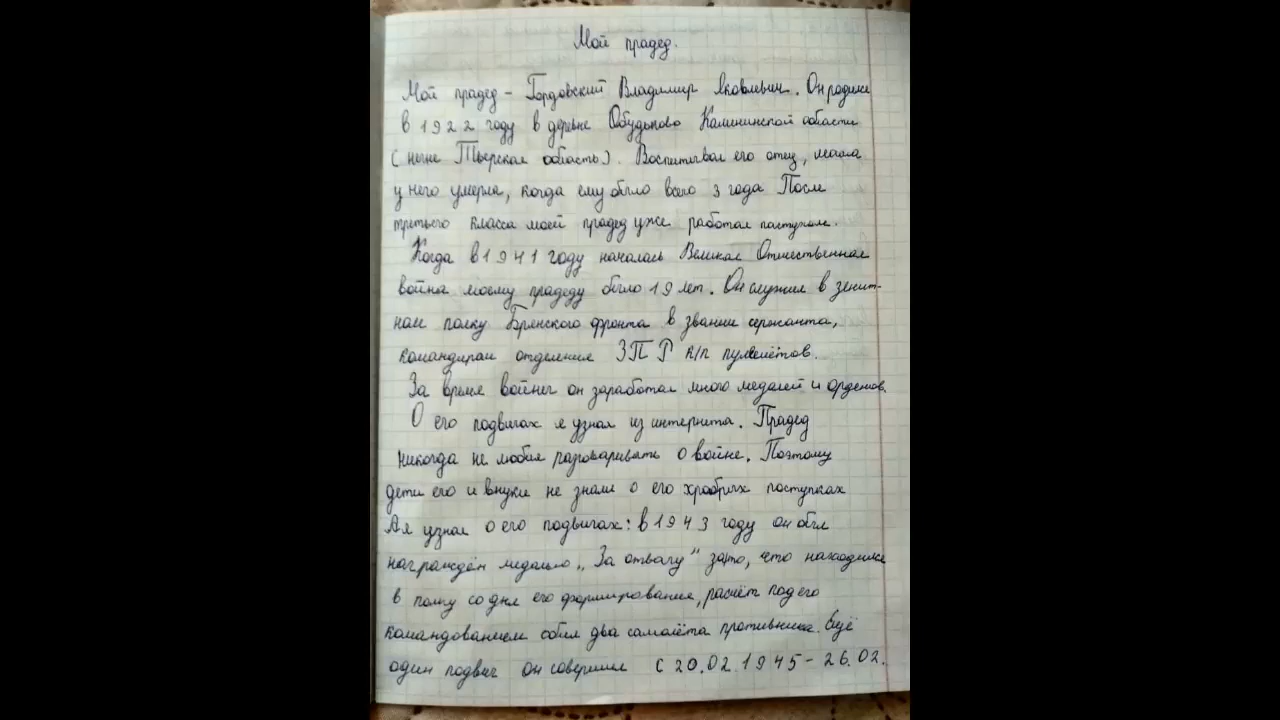 Мой прадед.
Мой прадед - Гордовский Владимир Яковлевич. Он родился
в 1922 году в деревне Обудьково Калининской области
(ныне Тверская область). Воспитывал его отец, мама
у него умерла, когда ему было всего 3 года После
третьего класса моей прадед уже работал пастухом.
Когда в 1941 году началась Великая Отечественная
война моему прадеду было 19 лет. Он служил в зенит-
ном полку Брянского фронта в звании сержанта,
командиром отделения ЗПР к/п пулемётов.
За время войны он заработал много медалей и орденов.
О его подвигах я узнал из интернета. Прадед
никогда не любил разговаривать о войне. Поэтому
дети его и внуки не знали о его храбрых поступках
А я узнал о его подвигах: в 1943 году он был
награждён медалью „За отвагу" за то, что находился
в полку со дня его формирования, расчёт под его
командованием сбил два самолёта противника. Ещё
один подвиг он совершил с 20.02.1945 - 26.02.